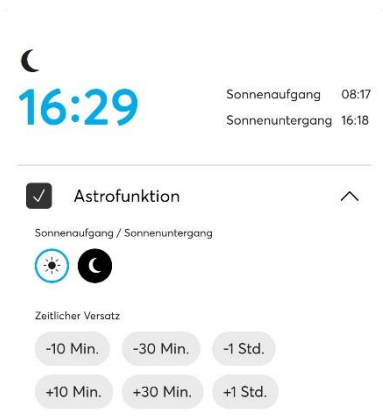 16:29
Sonnenaufgang 08:17
Sonnenuntergang 16:18
Astrofunktion
Sonnenaufgang / Sonnenuntergang
Zeitlicher Versatz
-10 Min. -30 Min. -1 Std.
+10 Min. +30 Min. +1 Std.